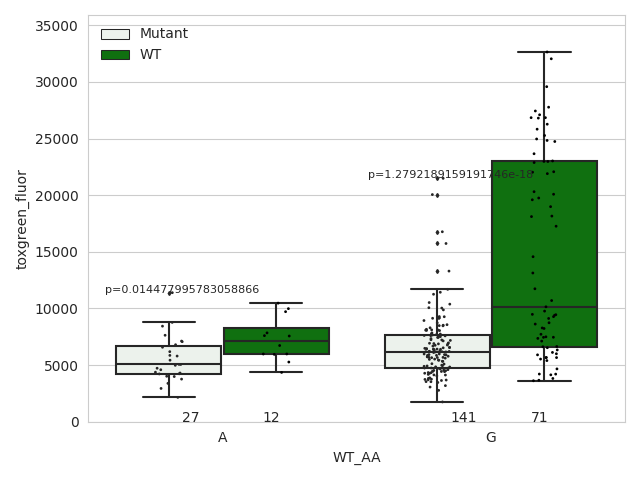 35000
30000
25000
20000
15000
10000
5000
0
toxgreen_fluor
Mutant
WT
p=0.014477995783058866
p=1.2792189159191746e-18
27
12
141
71
A
G
WT_AA